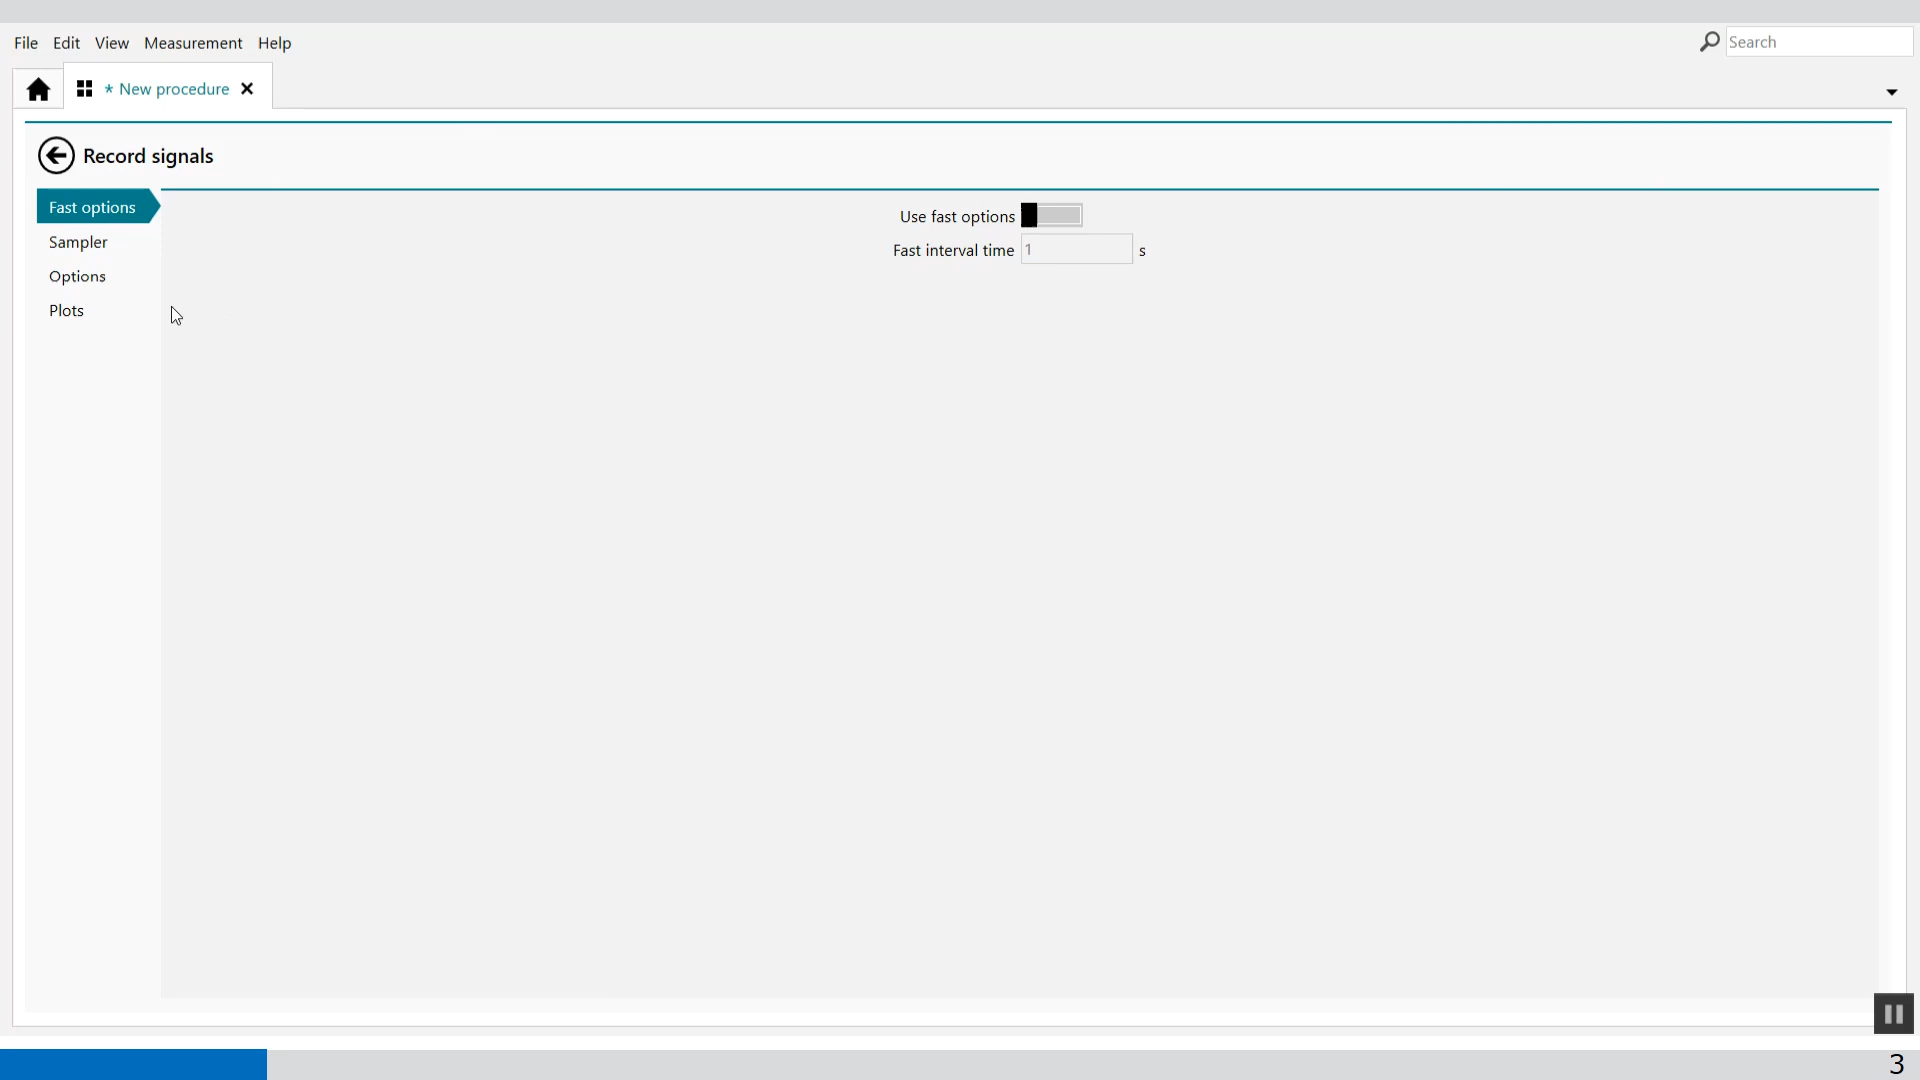 File Edit View Measurement Help
Search
* New procedure
Record signals
Fast options
Sampler
Options
Plots
Use fast options
Fast interval time 1 s
3